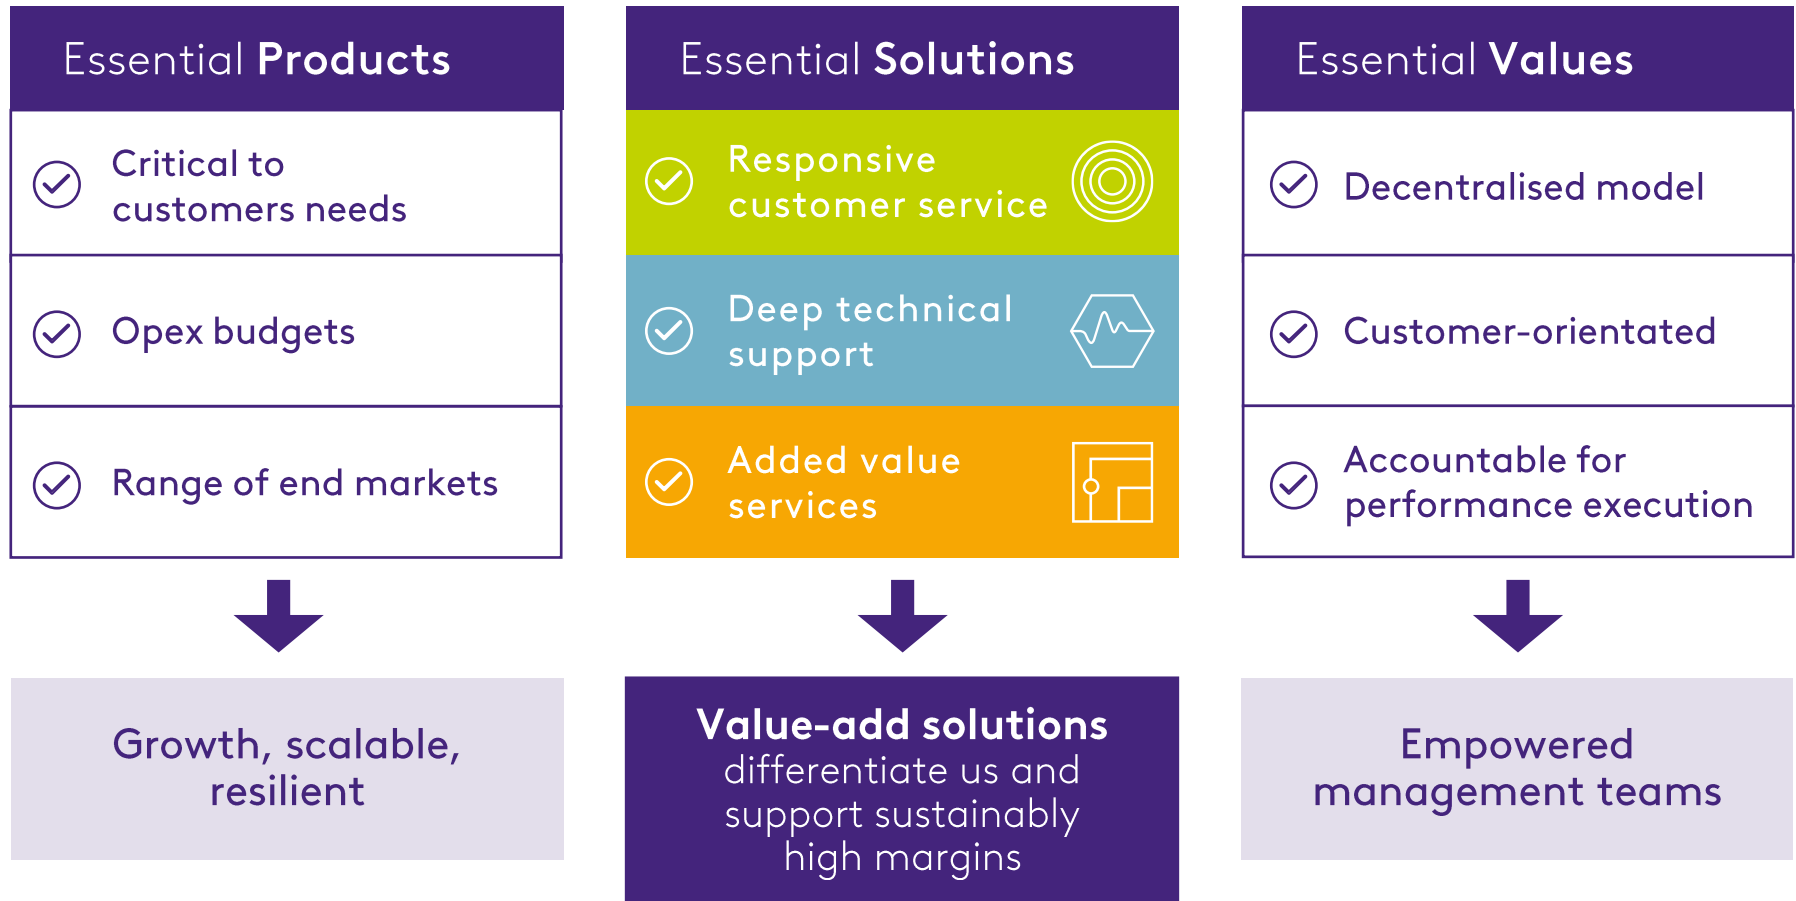 Essential Products
Critical to
customers needs
Opex budgets
Range of end markets
Growth, scalable,
resilient
Essential Solutions
Responsive
customer service
Deep technical
support
Added value
services
Value-add solutions
differentiate us and
support sustainably
high margins
Essential Values
Decentralised model
Customer-orientated
Accountable for
performance execution
Empowered
management teams